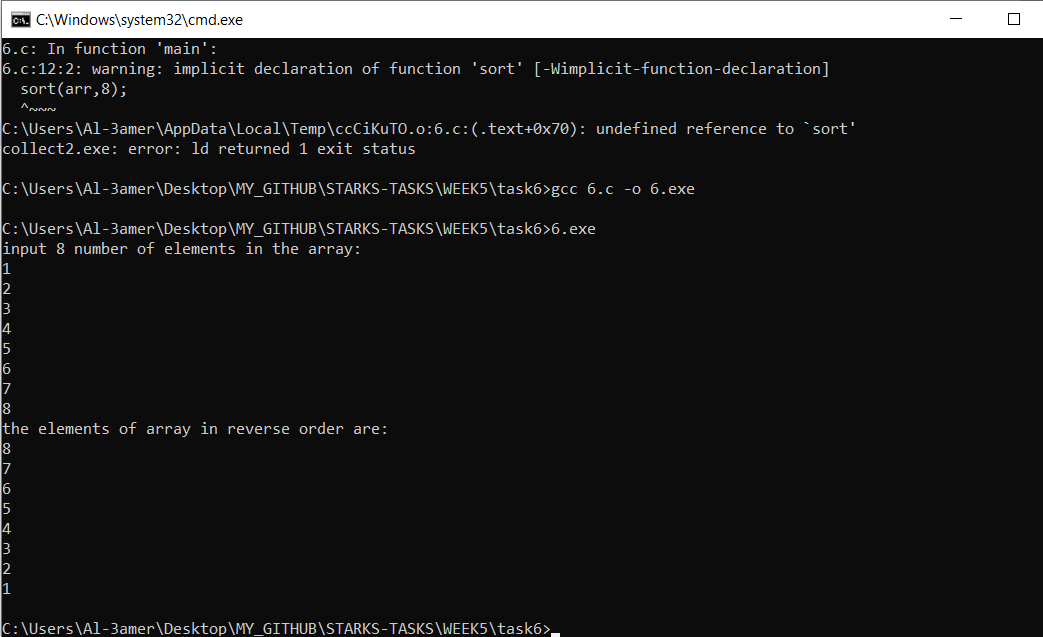 C:\Windows\system32\cmd.exe
6.c: In function 'main':
6.c:12:2: warning: implicit declaration of function 'sort' [-Wimplicit-function-declaration]
  sort(arr,8);
  ^~~~
C:\Users\Al-3amer\AppData\Local\Temp\ccCiKuTO.o:6.c:(.text+0x70): undefined reference to `sort'
collect2.exe: error: ld returned 1 exit status
C:\Users\Al-3amer\Desktop\MY_GITHUB\STARKS-TASKS\WEEK5\task6>gcc 6.c -o 6.exe
C:\Users\Al-3amer\Desktop\MY_GITHUB\STARKS-TASKS\WEEK5\task6>6.exe
input 8 number of elements in the array:
1
2
3
4
5
6
7
8
the elements of array in reverse order are:
8
7
6
5
4
3
2
1
C:\Users\Al-3amer\Desktop\MY_GITHUB\STARKS-TASKS\WEEK5\task6>